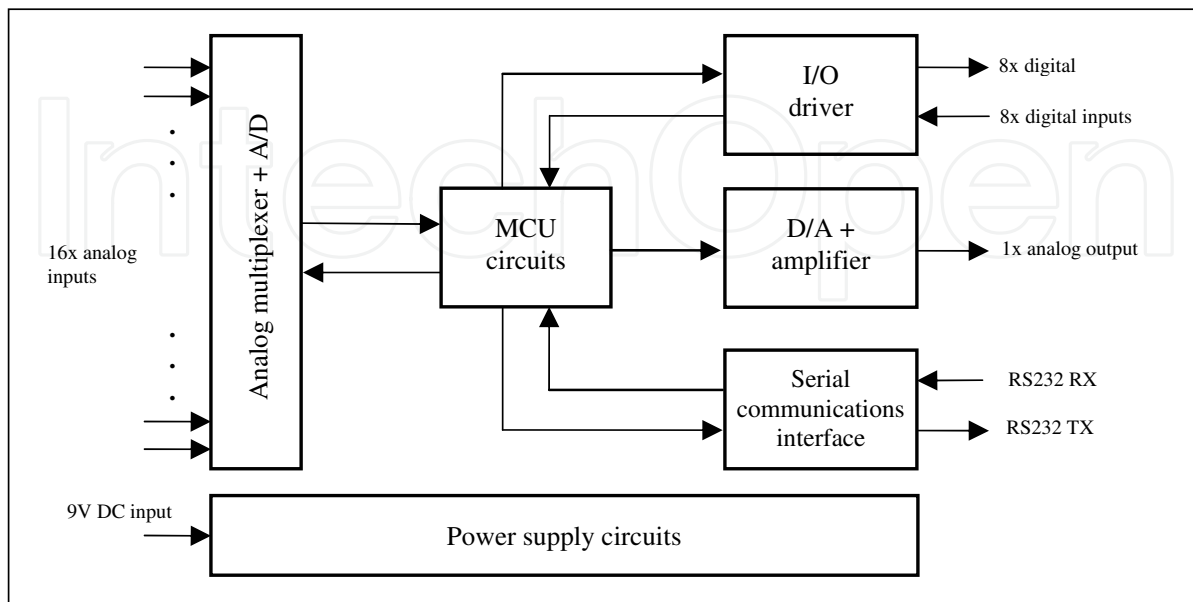 IntechOpen
16x analog
inputs
Analog multiplexer + A/D
MCU
circuits
I/O
driver
8x digital
8x digital inputs
D/A +
amplifier
1x analog output
Serial
communications
interface
RS232 RX
RS232 TX
9V DC input
Power supply circuits